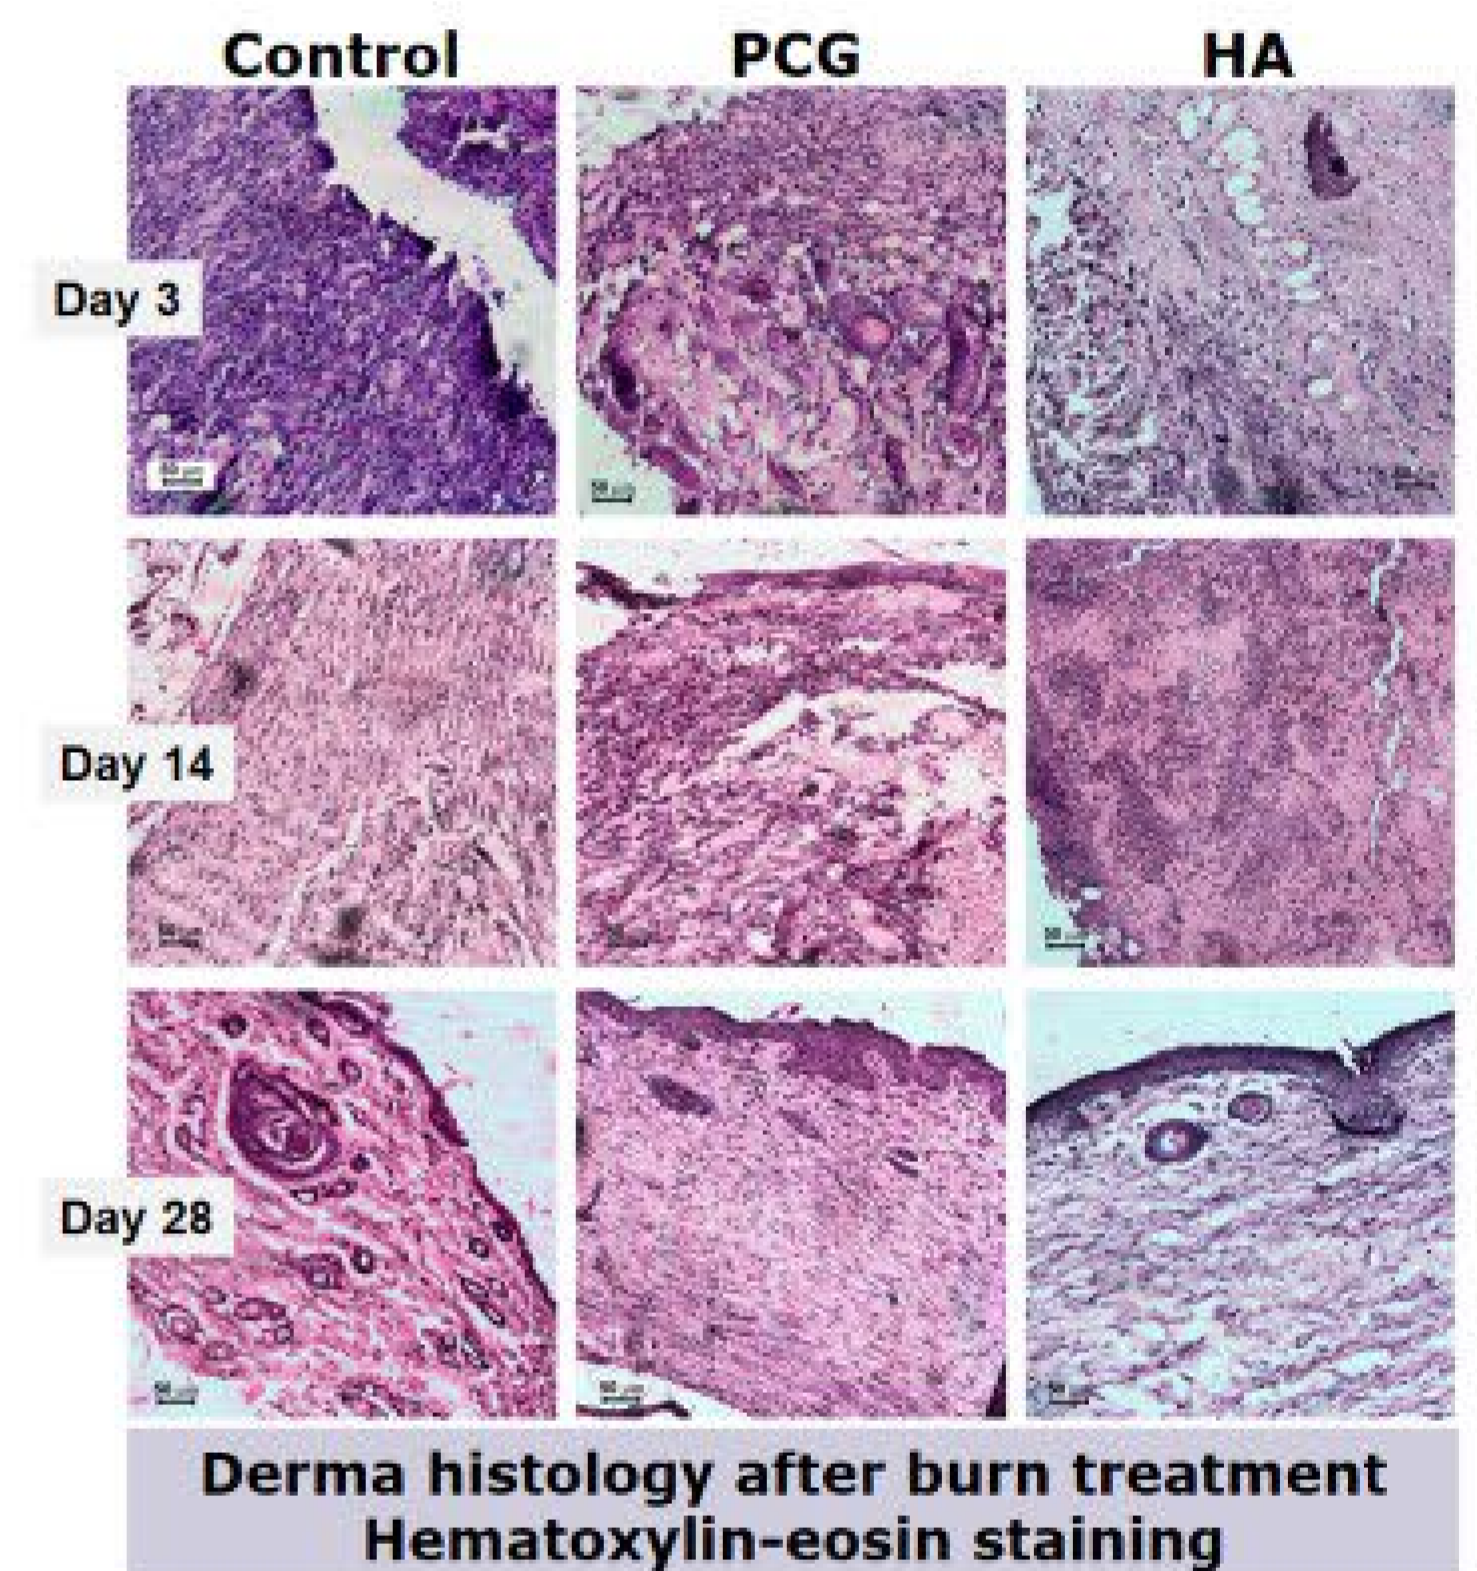 Control PCG HA
Day 3
Day 14
Day 28
Derma histology after burn treatment
Hematoxylin-eosin staining